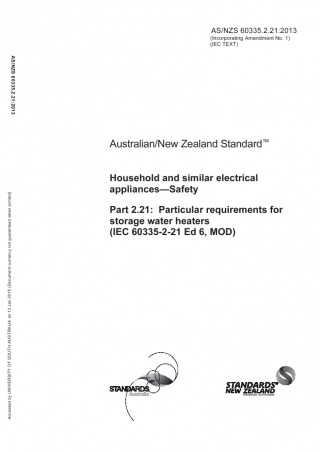 AS/NZS 60335.2.21:2013
(Incorporating Amendment No. 1)
(IEC TEXT)
AS/NZS 60335.2.21:2013
Australian/New Zealand Standard™
Household and similar electrical
appliances—Safety
Part 2.21: Particular requirements for
storage water heaters
(IEC 60335-2-21 Ed 6, MOD)
Accessed by UNIVERSITY OF SOUTH AUSTRALIA on 13 Jan 2015 (Document currency not guaranteed when printed)
STANDARDS
Australia
STANDARDS
NEW ZEALAND